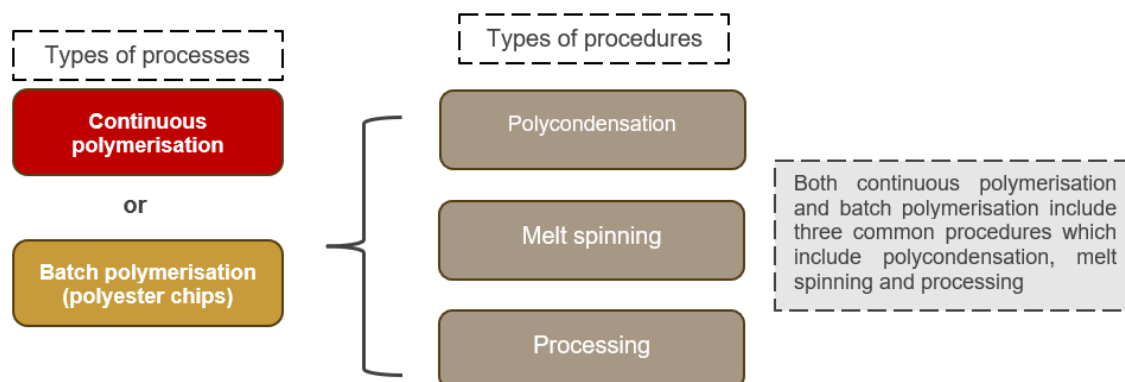 Types of processes
Types of procedures
Continuous
polymerisation
or
Batch polymerisation
(polyester chips)
Polycondensation
Melt spinning
Processing
Both continuous polymerisation
and batch polymerisation include
three common procedures which
include polycondensation, melt
spinning and processing